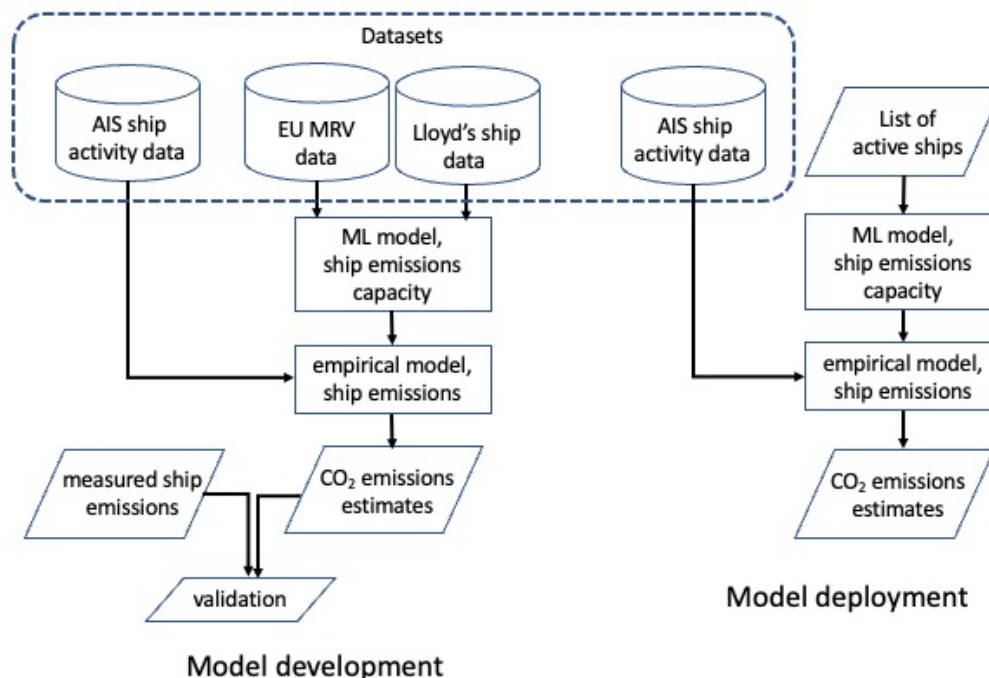 Datasets
AIS ship
activity data
EU MRV
data
Lloyd's ship
data
AIS ship
activity data
List of
active ships
ML model,
ship emissions
capacity
ML model,
ship emissions
capacity
empirical model,
ship emissions
empirical model,
ship emissions
measured ship
emissions
CO₂ emissions
estimates
CO₂ emissions
estimates
validation
Model deployment
Model development